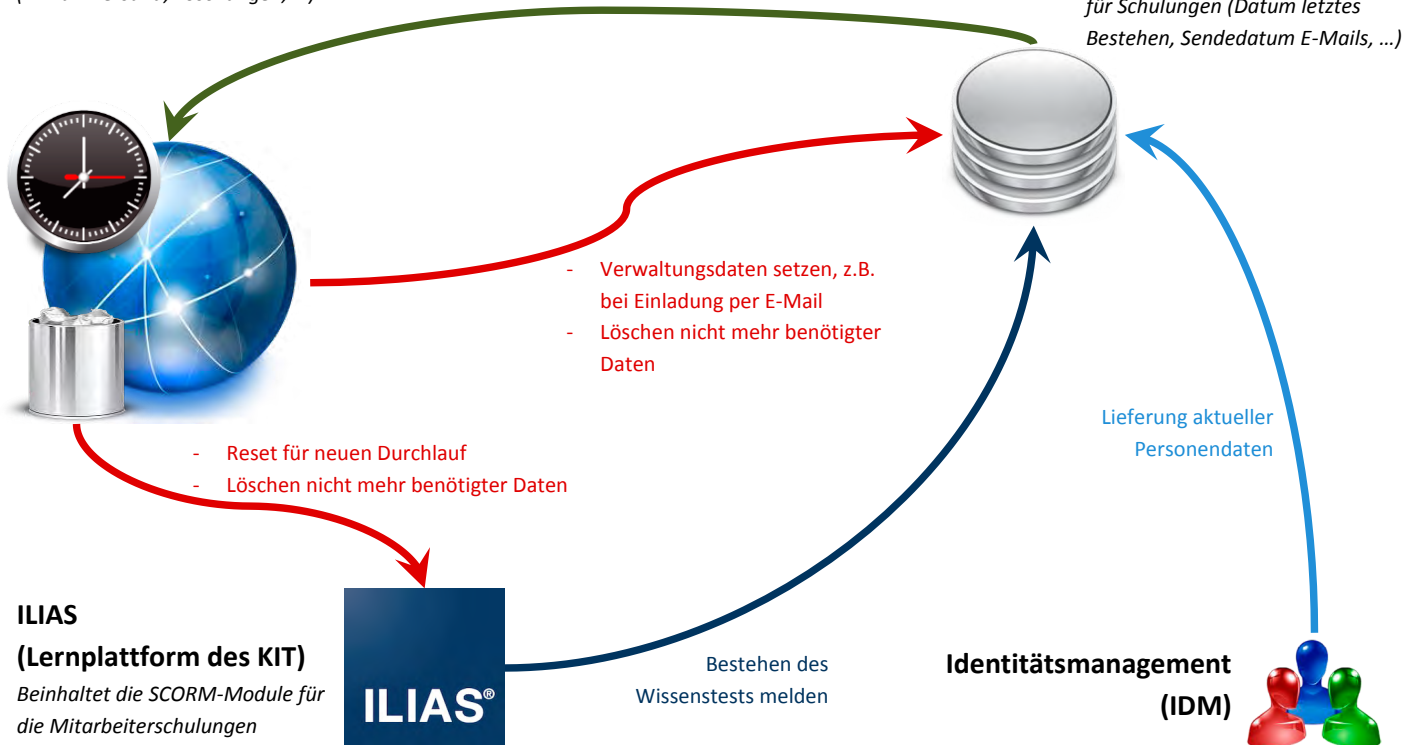 für Schulungen (Datum letztes
Bestehen, Sendedatum E-Mails, …)
- Verwaltungsdaten setzen, z.B.
bei Einladung per E-Mail
- Löschen nicht mehr benötigter
Daten
Lieferung aktueller
Personendaten
- Reset für neuen Durchlauf
- Löschen nicht mehr benötigter Daten
ILIAS
(Lernplattform des KIT)
Beinhaltet die SCORM-Module für
die Mitarbeiterschulungen
ILIAS®
Bestehen des
Wissenstests melden
Identitätsmanagement
(IDM)